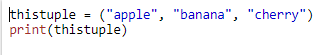 thistuple = ("apple", "banana", "cherry")
print(thistuple)